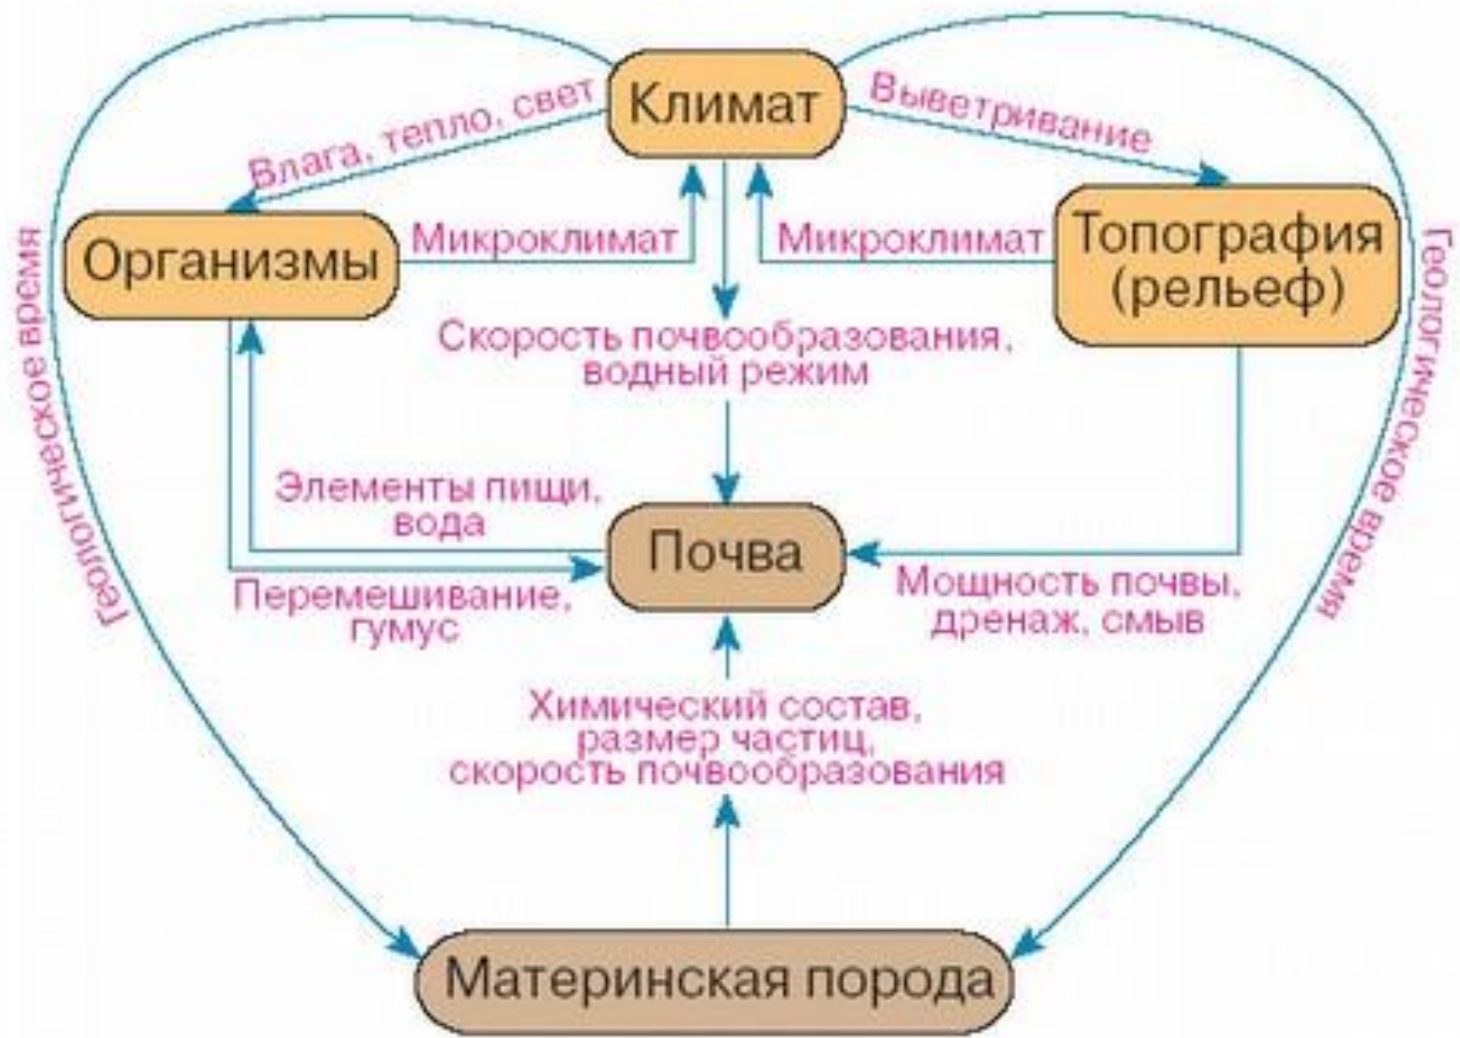 Климат
Влага, тепло, свет
Выветривание
Организмы
Микроклимат
Микроклимат
Топография
(рельеф)
Геологическое время
Геологическое время
Скорость почвообразования,
водный режим
Элементы пищи,
вода
Почва
Перемешивание,
гумус
Мощность почвы,
дренаж, смыв
Химический состав,
размер частиц,
скорость почвообразования
Материнская порода